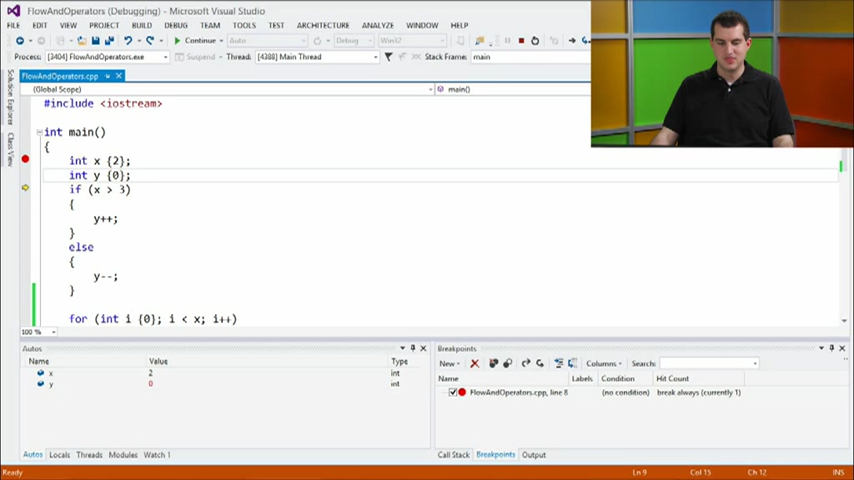 FlowAndOperators (Debugging) - Microsoft Visual Studio
FILE EDIT VIEW PROJECT BUILD DEBUG TEAM TOOLS TEST ARCHITECTURE ANALYZE WINDOW HELP
Continue Auto Debug Win32
Process: [3404] FlowAndOperators.exe Suspend Thread: [4388] Main Thread Stack Frame: main
FlowAndOperators.cpp
(Global Scope) main()
Solution Explorer
Class View
#include <iostream>
int main()
{
int x {2};
int y {0};
if (x > 3)
{
y++;
}
else
{
y--;
}
for (int i {0}; i < x; i++)
100 %
Autos
Name Value Type
x 2 int
y 0 int
Autos Locals Threads Modules Watch 1
Breakpoints
New Columns Search:
Name Labels Condition Hit Count
FlowAndOperators.cpp, line 8 (no condition) break always (currently 1)
Call Stack Breakpoints Output
Ready Ln 9 Col 15 Ch 12 INS